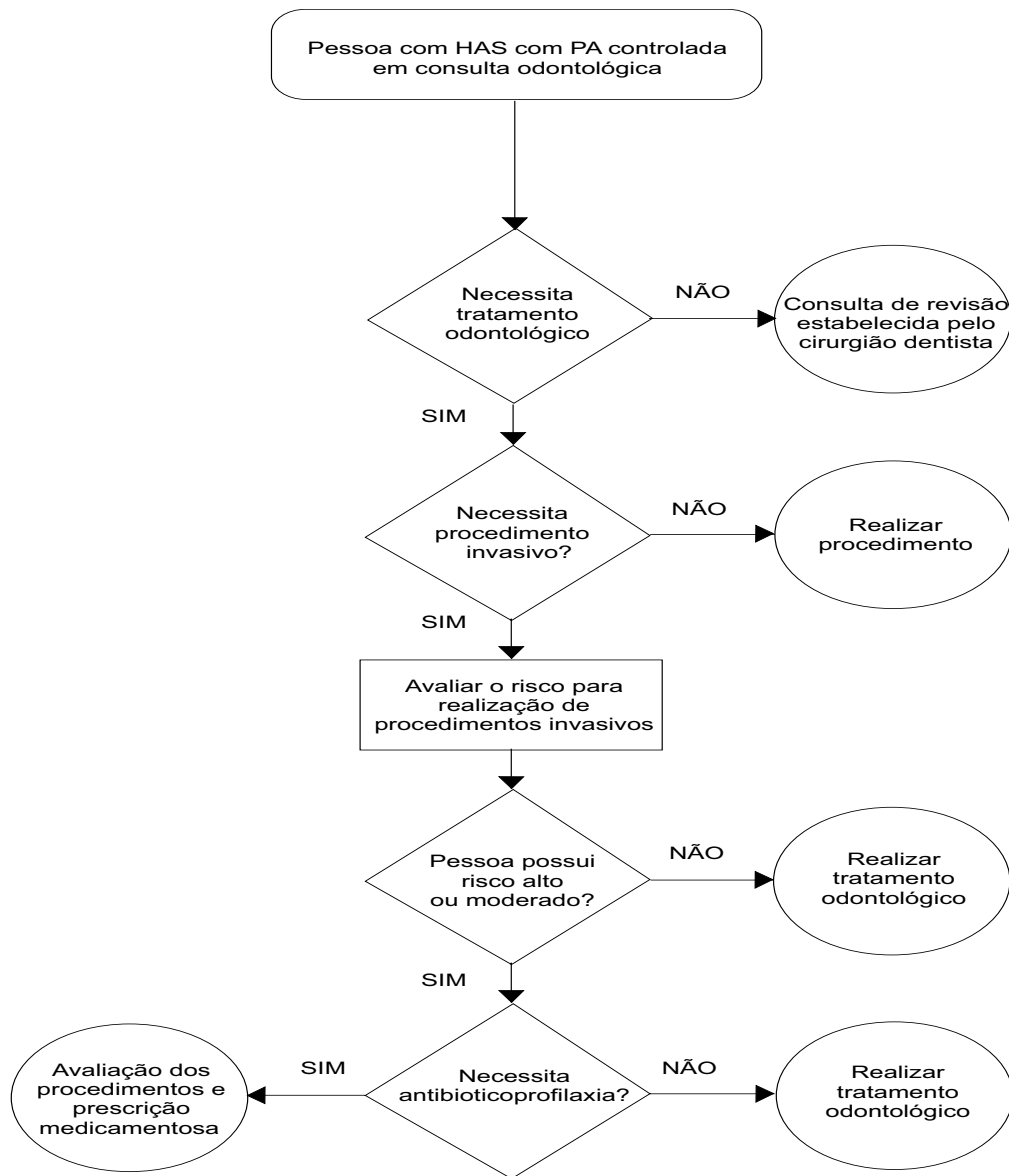 Pessoa com HAS com PA controlada
em consulta odontológica
Necessita
tratamento
odontológico
NÃO
Consulta de revisão
estabelecida pelo
cirurgião dentista
SIM
Necessita
procedimento
invasivo?
NÃO
Realizar
procedimento
SIM
Avaliar o risco para
realização de
procedimentos invasivos
Pessoa possui
risco alto
ou moderado?
NÃO
Realizar
tratamento
odontológico
SIM
Necessita
antibioticoprofilaxia?
SIM
Avaliação dos
procedimentos e
prescrição
medicamentosa
NÃO
Realizar
tratamento
odontológico